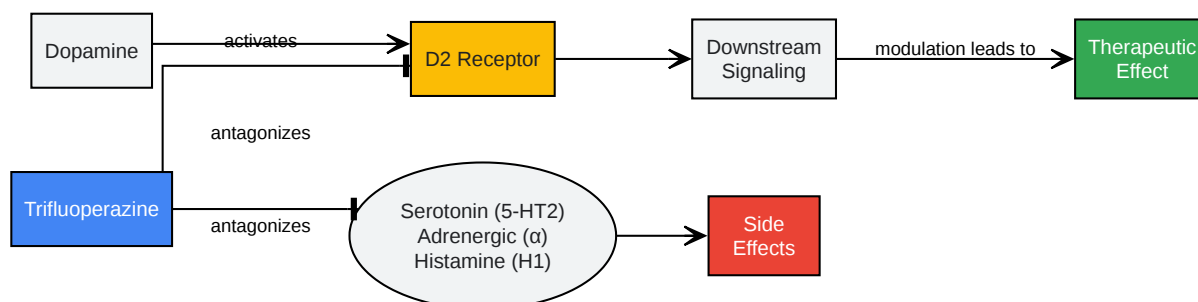 Dopamine
activates
D2 Receptor
Downstream
Signaling
modulation leads to
Therapeutic
Effect
antagonizes
Trifluoperazine
antagonizes
Serotonin (5-HT2)
Adrenergic (α)
Histamine (H1)
Side
Effects